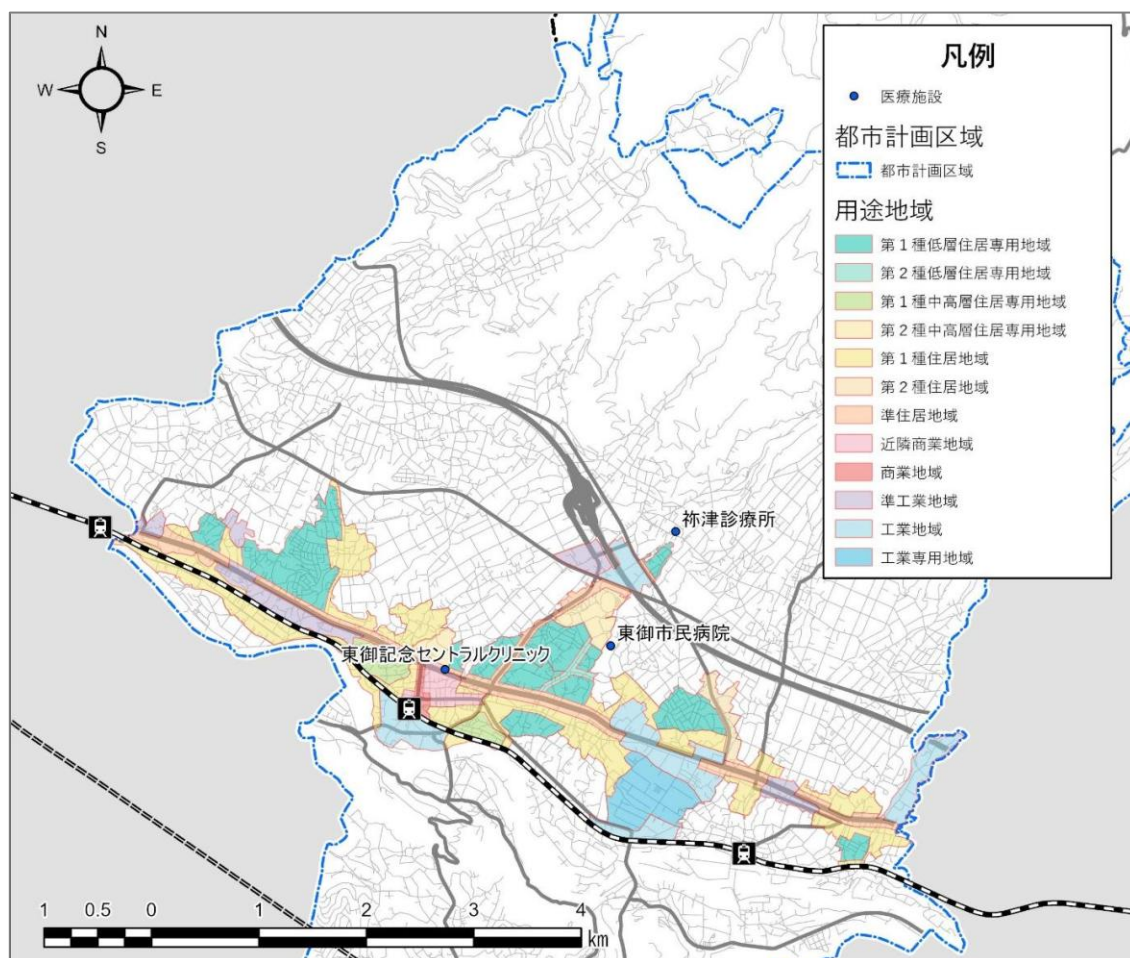 N
W
E
S
凡例
医療施設
都市計画区域
都市計画区域
用途地域
第1種低層住居専用地域
第2種低層住居専用地域
第1種中高層住居専用地域
第2種中高層住居専用地域
第1種住居地域
第2種住居地域
準住居地域
近隣商業地域
商業地域
準工業地域
工業地域
工業専用地域
祢津診療所
東御市民病院
東御記念セントラルクリニック
1 0.5 0 1 2 3 4
km